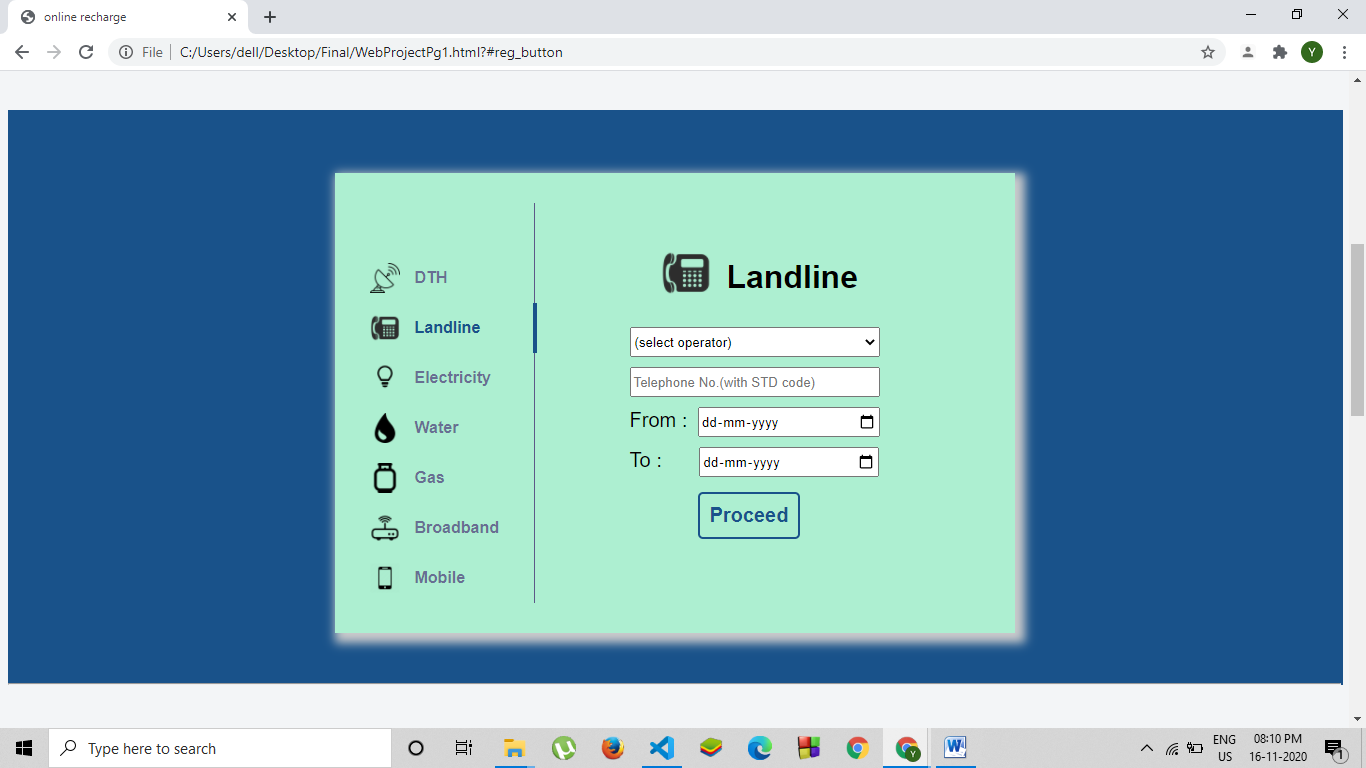 online recharge
File
C:/Users/dell/Desktop/Final/WebProjectPg1.html?#reg_button
Y
DTH
Landline
Electricity
Water
Gas
Broadband
Mobile
Landline
(select operator)
Telephone No.(with STD code)
From :
dd-mm-yyyy
To :
dd-mm-yyyy
Proceed
Type here to search
Y
W
ENG
US
08:10 PM
16-11-2020
1